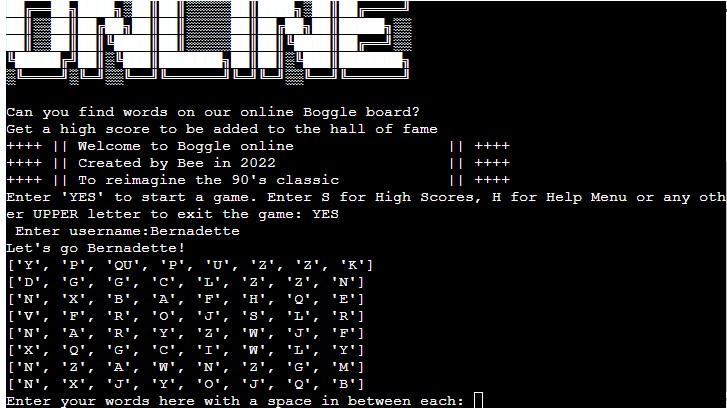 ONLINE
Can you find words on our online Boggle board?
Get a high score to be added to the hall of fame
++++ || Welcome to Boggle online || ++++
++++ || Created by Bee in 2022 || ++++
++++ || To reimagine the 90's classic || ++++
Enter 'YES' to start a game. Enter S for High Scores, H for Help Menu or any oth
er UPPER letter to exit the game: YES
Enter username:Bernadette
Let's go Bernadette!
['Y', 'P', 'QU', 'P', 'U', 'Z', 'Z', 'K']
['D', 'G', 'G', 'C', 'L', 'Z', 'Z', 'N']
['N', 'X', 'B', 'A', 'F', 'H', 'Q', 'E']
['V', 'F', 'R', 'O', 'J', 'S', 'L', 'R']
['N', 'A', 'R', 'Y', 'Z', 'W', 'J', 'F']
['X', 'Q', 'G', 'C', 'I', 'W', 'L', 'Y']
['N', 'Z', 'A', 'W', 'N', 'Z', 'G', 'M']
['N', 'X', 'J', 'Y', 'O', 'J', 'Q', 'B']
Enter your words here with a space in between each: